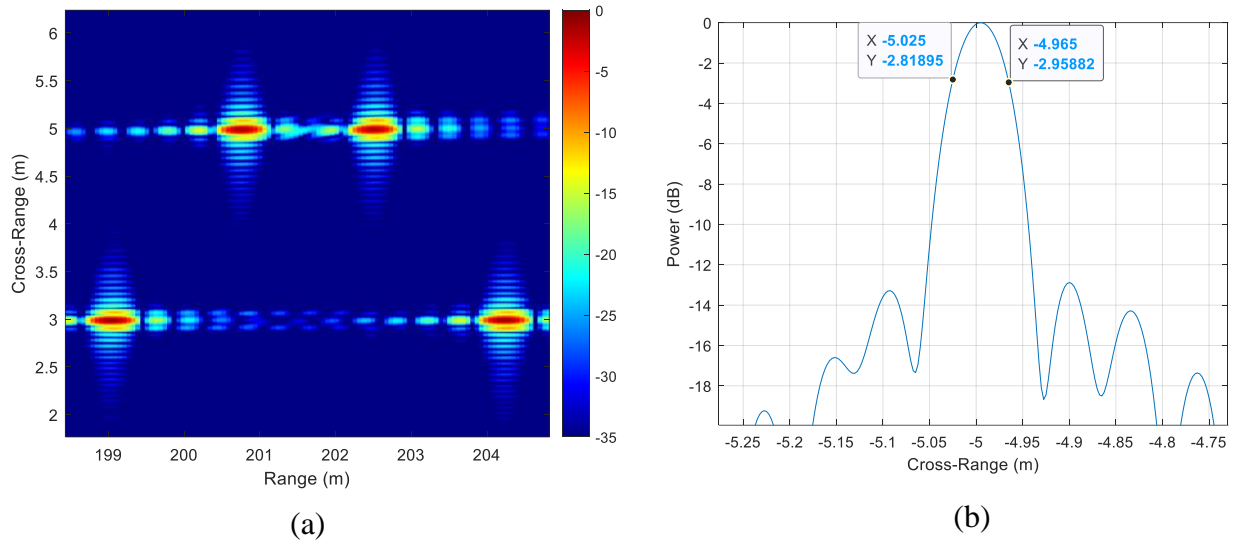 6
5.5
5
4.5
4
3.5
3
2.5
2
Cross-Range (m)
199 200 201 202 203 204
Range (m)
0
-5
-10
-15
-20
-25
-30
-35
(a)
0
-2
-4
-6
-8
-10
-12
-14
-16
-18
Power (dB)
X -5.025
Y -2.81895
X -4.965
Y -2.95882
-5.25 -5.2 -5.15 -5.1 -5.05 -5 -4.95 -4.9 -4.85 -4.8 -4.75
Cross-Range (m)
(b)